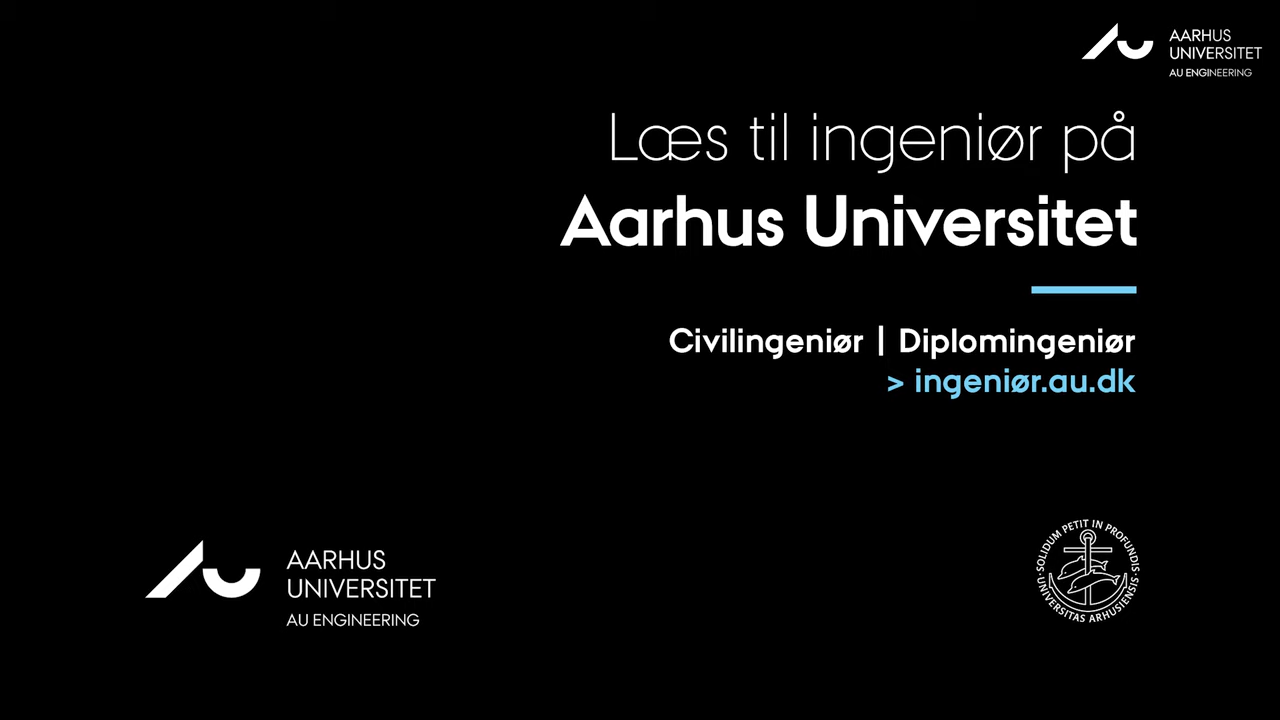 AARHUS
UNIVERSITET
AU ENGINEERING
Læs til ingeniør på
Aarhus Universitet
Civilingeniør | Diplomingeniør
> ingeniør.au.dk
AARHUS
UNIVERSITET
AU ENGINEERING
SOLIDUM PETIT IN PROFUNDIS
UNIVERSITAS ARHUSIENSIS